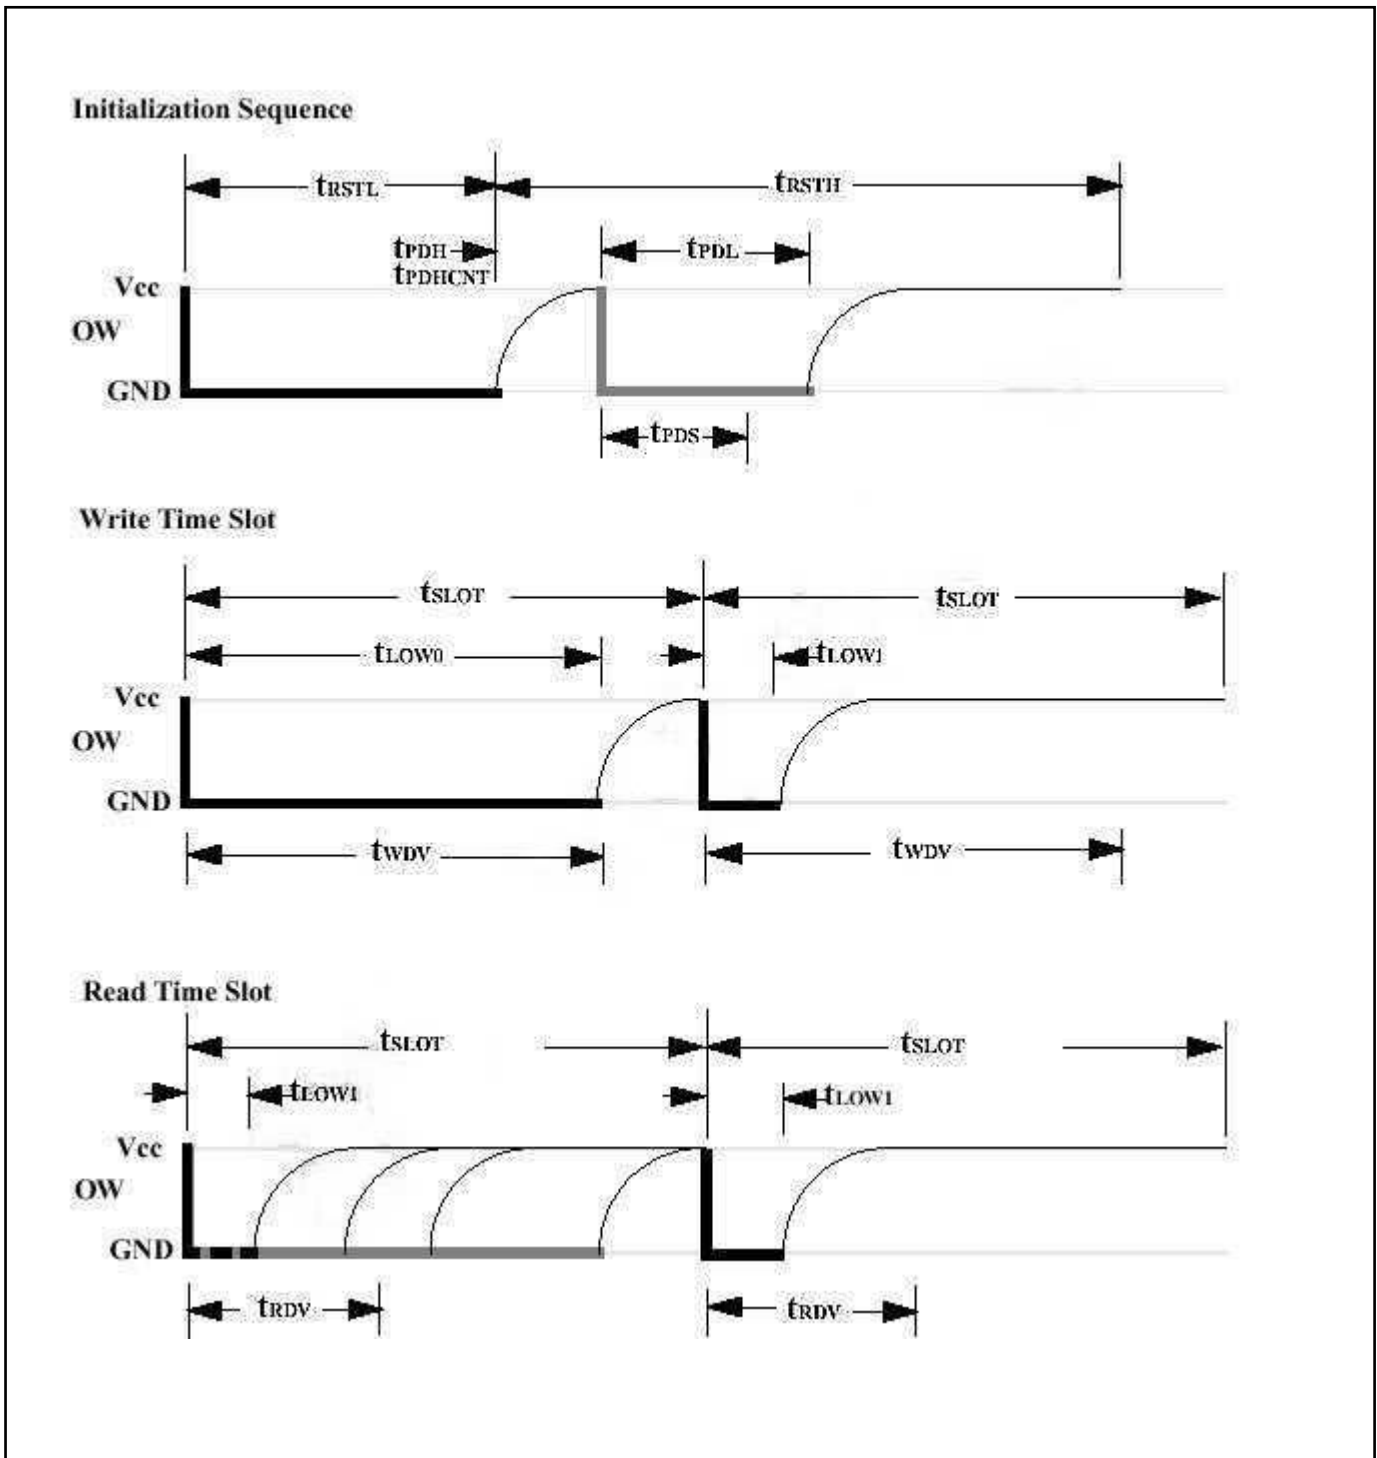 Initialization Sequence
tRSTL tRSTH
tPDH tPDL
tPDHCNT
Vcc
OW
GND
tPDS
Write Time Slot
tSLOT tSLOT
tLOW0 tLOW1
Vcc
OW
GND
tWDV tWDV
Read Time Slot
tSLOT tSLOT
tLOW1 tLOW1
Vcc
OW
GND
tRDV tRDV